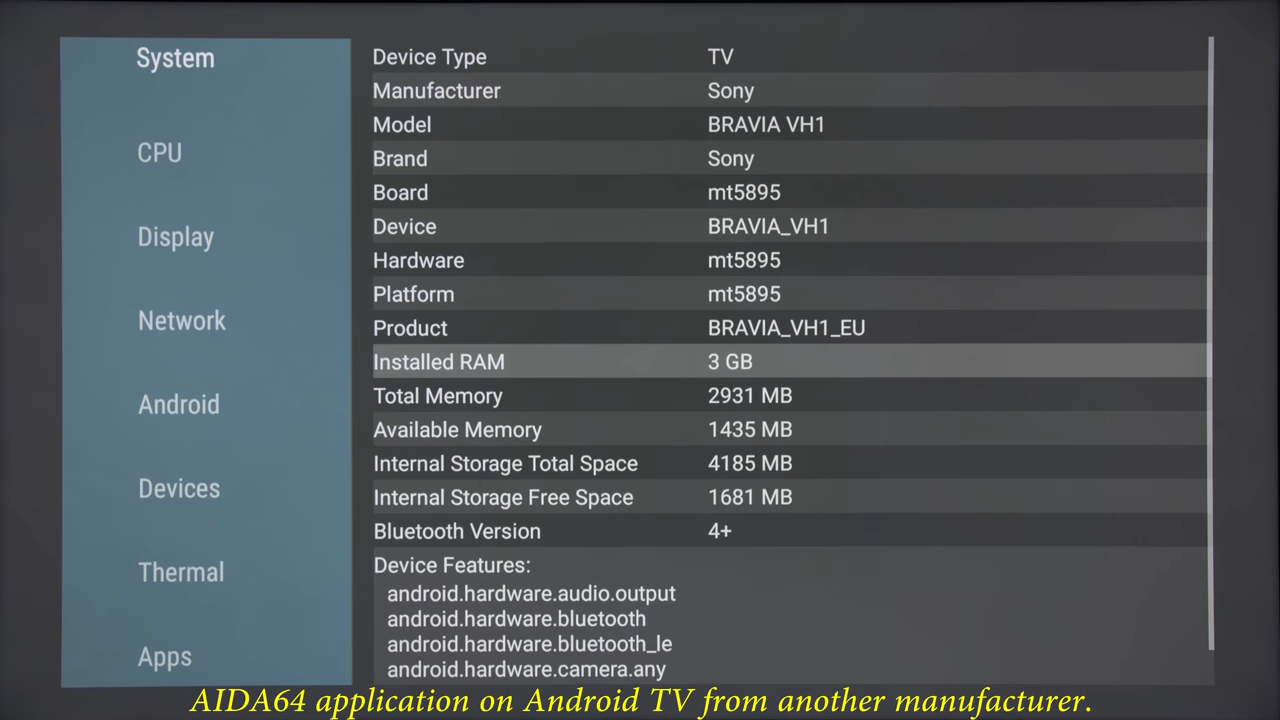 System
CPU
Display
Network
Android
Devices
Thermal
Apps
Device Type TV
Manufacturer Sony
Model BRAVIA VH1
Brand Sony
Board mt5895
Device BRAVIA_VH1
Hardware mt5895
Platform mt5895
Product BRAVIA_VH1_EU
Installed RAM 3 GB
Total Memory 2931 MB
Available Memory 1435 MB
Internal Storage Total Space 4185 MB
Internal Storage Free Space 1681 MB
Bluetooth Version 4+
Device Features:
android.hardware.audio.output
android.hardware.bluetooth
android.hardware.bluetooth_le
android.hardware.camera.any
AIDA64 application on Android TV from another manufacturer.